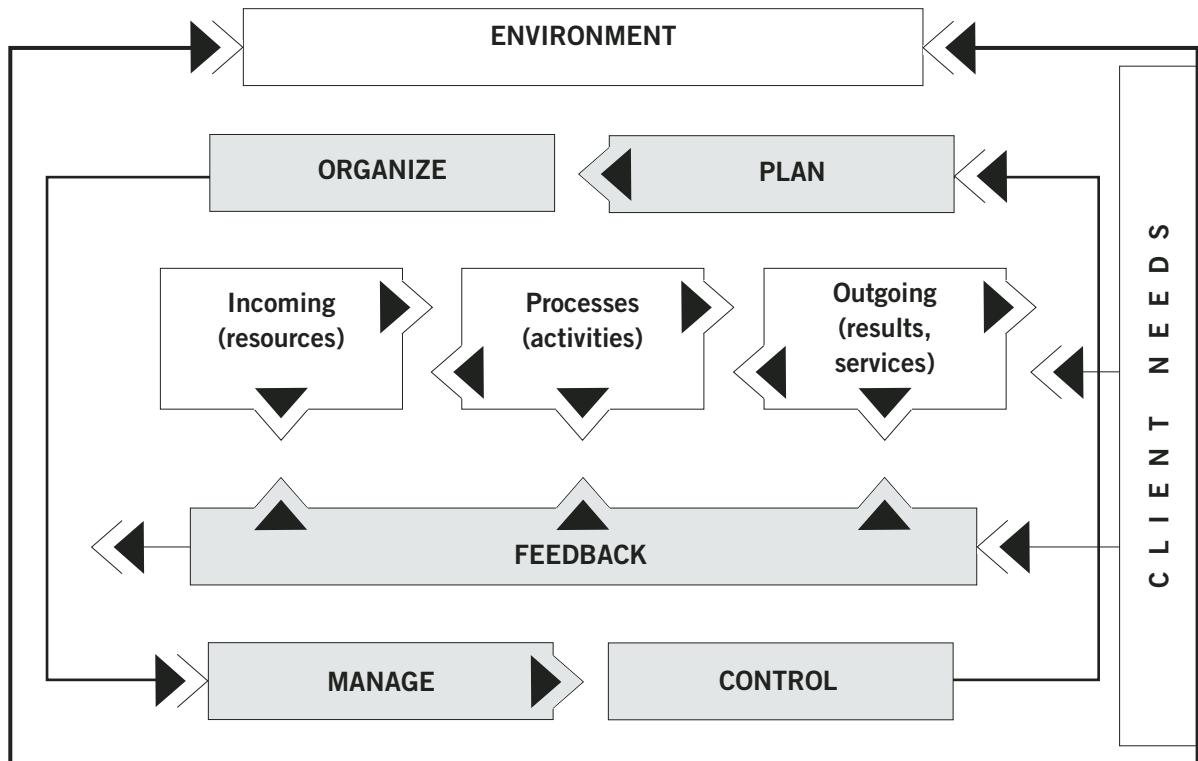 ENVIRONMENT
ORGANIZE
PLAN
Incoming
(resources)
Processes
(activities)
Outgoing
(results,
services)
FEEDBACK
MANAGE
CONTROL
CLIENT NEEDS